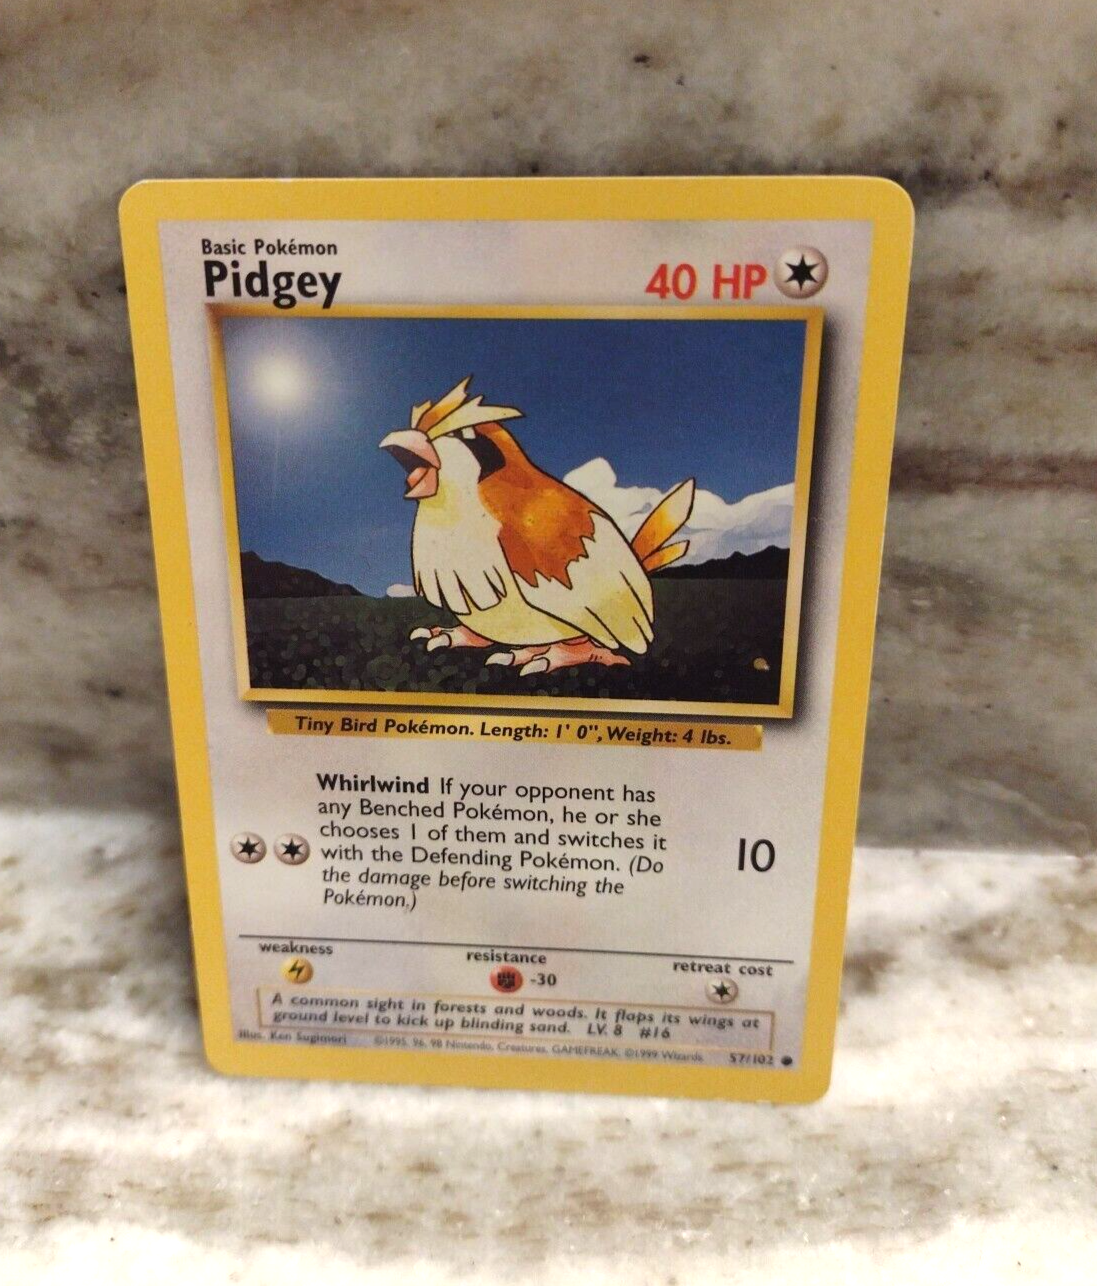 Basic Pokémon
Pidgey
40 HP
Tiny Bird Pokémon. Length: 1' 0", Weight: 4 lbs.
Whirlwind If your opponent has
any Benched Pokémon, he or she
chooses 1 of them and switches it
with the Defending Pokémon. (Do
the damage before switching the
Pokémon.)
10
weakness
resistance
-30
retreat cost
A common sight in forests and woods. It flaps its wings at
ground level to kick up blinding sand. LV. 8 #16
Illus. Ken Sugimori ©1995, 96, 98 Nintendo, Creatures, GAMEFREAK. ©1999 Wizards. 57/102